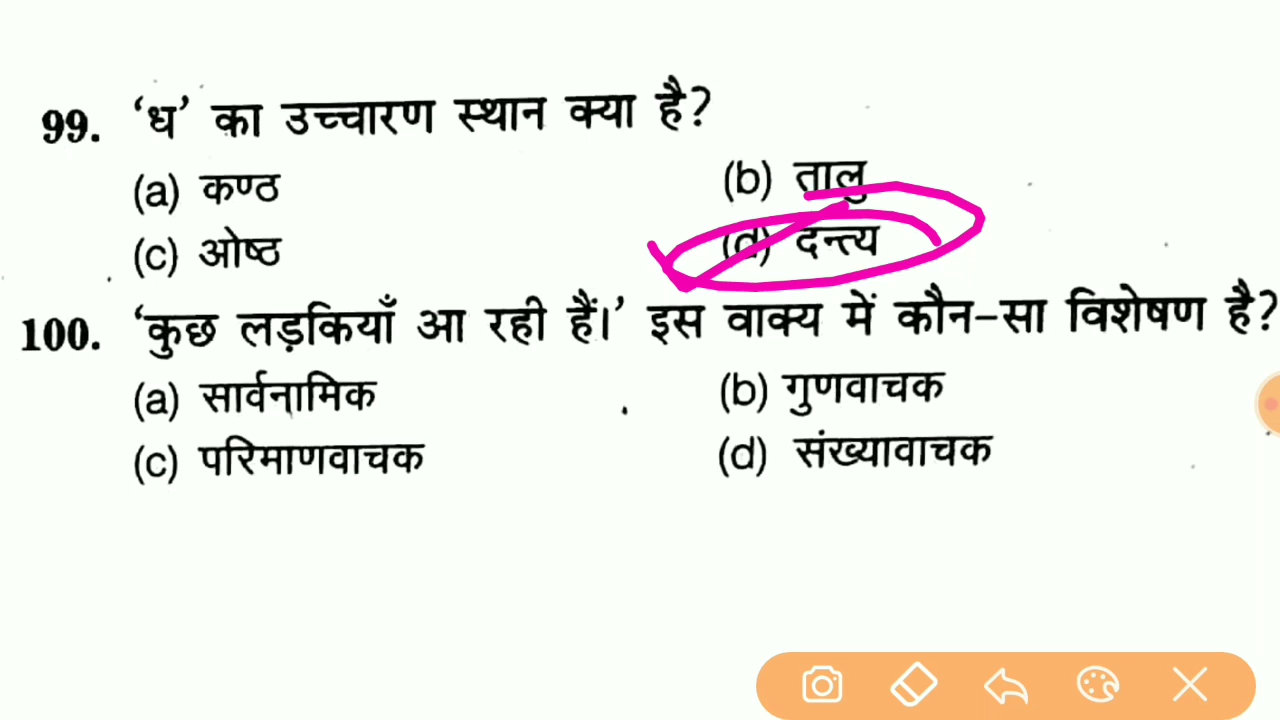 99. ‘ध’ का उच्चारण स्थान क्या है?
(a) कण्ठ (b) तालु
(c) ओष्ठ (d) दन्त्य
100. ‘कुछ लड़कियाँ आ रही हैं।’ इस वाक्य में कौन-सा विशेषण है?
(a) सार्वनामिक (b) गुणवाचक
(c) परिमाणवाचक (d) संख्यावाचक